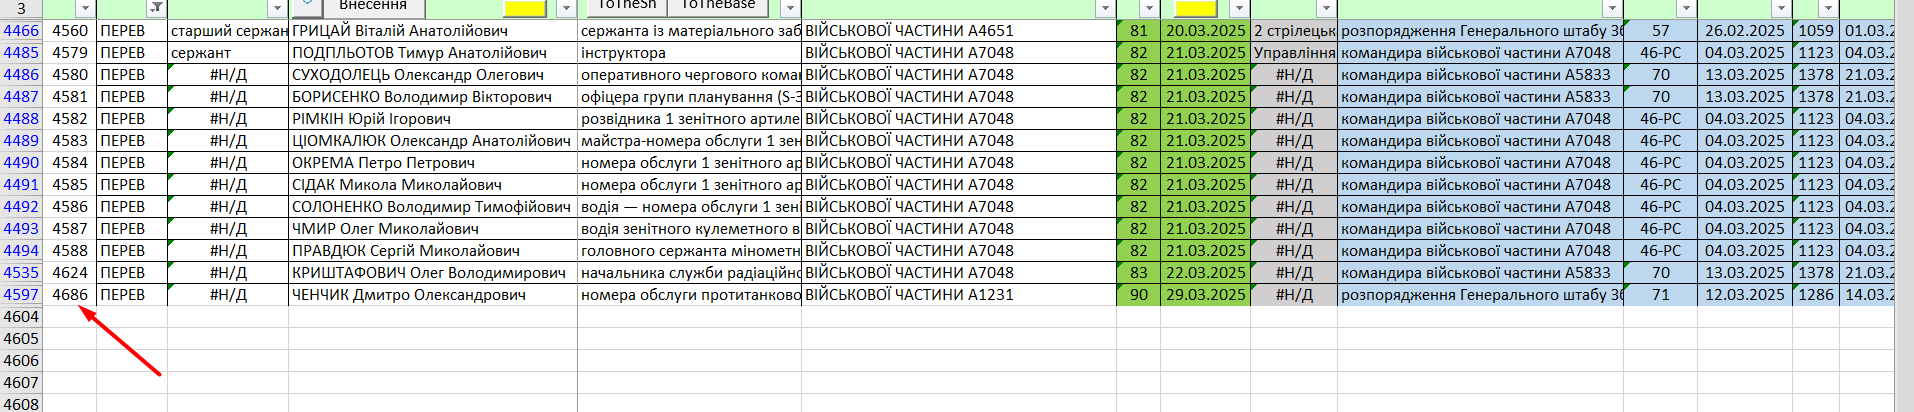 3 Внесення ToTheSh ToTheBase
4466 4560 ПЕРЕВ старший сержан ГРИЦАЙ Віталій Анатолійович сержанта із матеріального заб ВІЙСЬКОВОЇ ЧАСТИНИ А4651 81 20.03.2025 2 стрілецьк розпорядження Генерального штабу Зб 57 26.02.2025 1059 01.03.2
4485 4579 ПЕРЕВ сержант ПОДПЛЬОТОВ Тимур Анатолійович інструктора ВІЙСЬКОВОЇ ЧАСТИНИ А7048 82 21.03.2025 Управління командира військової частини А7048 46-РС 04.03.2025 1123 03.03.2
4486 4580 ПЕРЕВ #Н/Д СУХОДОЛЕЦЬ Олександр Олегович оперативного чергового кома ВІЙСЬКОВОЇ ЧАСТИНИ А7048 82 21.03.2025 #Н/Д командира військової частини А5833 70 13.03.2025 1378 21.03.2
4487 4581 ПЕРЕВ #Н/Д БОРИСЕНКО Володимир Вікторович офіцера групи планування (S-3 ВІЙСЬКОВОЇ ЧАСТИНИ А7048 82 21.03.2025 #Н/Д командира військової частини А5833 70 13.03.2025 1378 21.03.2
4488 4582 ПЕРЕВ #Н/Д РІМКІН Юрій Ігорович розвідника 1 зенітного артиле ВІЙСЬКОВОЇ ЧАСТИНИ А7048 82 21.03.2025 #Н/Д командира військової частини А7048 46-РС 04.03.2025 1123 04.03.2
4489 4583 ПЕРЕВ #Н/Д ЦІОМКАЛЮК Олександр Анатолійович майстра-номера обслуги 1 зен ВІЙСЬКОВОЇ ЧАСТИНИ А7048 82 21.03.2025 #Н/Д командира військової частини А7048 46-РС 04.03.2025 1123 04.03.2
4490 4584 ПЕРЕВ #Н/Д ОКРЕМА Петро Петрович номера обслуги 1 зенітного ар ВІЙСЬКОВОЇ ЧАСТИНИ А7048 82 21.03.2025 #Н/Д командира військової частини А7048 46-РС 04.03.2025 1123 04.03.2
4491 4585 ПЕРЕВ #Н/Д СІДАК Микола Миколайович номера обслуги 1 зенітного ар ВІЙСЬКОВОЇ ЧАСТИНИ А7048 82 21.03.2025 #Н/Д командира військової частини А7048 46-РС 04.03.2025 1123 04.03.2
4492 4586 ПЕРЕВ #Н/Д СОЛОНЕНКО Володимир Тимофійович водія — номера обслуги 1 зені ВІЙСЬКОВОЇ ЧАСТИНИ А7048 82 21.03.2025 #Н/Д командира військової частини А7048 46-РС 04.03.2025 1123 04.03.2
4493 4587 ПЕРЕВ #Н/Д ЧМИР Олег Миколайович водія зенітного кулеметного в ВІЙСЬКОВОЇ ЧАСТИНИ А7048 82 21.03.2025 #Н/Д командира військової частини А7048 46-РС 04.03.2025 1123 04.03.2
4494 4588 ПЕРЕВ #Н/Д ПРАВДЮК Сергій Миколайович головного сержанта міномет­н ВІЙСЬКОВОЇ ЧАСТИНИ А7048 82 21.03.2025 #Н/Д командира військової частини А7048 46-РС 04.03.2025 1123 04.03.2
4535 4624 ПЕРЕВ #Н/Д КРИШТАФОВИЧ Олег Володимирович начальника служби радіаційно ВІЙСЬКОВОЇ ЧАСТИНИ А7048 83 22.03.2025 #Н/Д командира військової частини А5833 70 13.03.2025 1378 21.03.2
4597 4686 ПЕРЕВ #Н/Д ЧЕНЧИК Дмитро Олександрович номера обслуги протитанково ВІЙСЬКОВОЇ ЧАСТИНИ А1231 90 29.03.2025 #Н/Д розпорядження Генерального штабу Зб 71 12.03.2025 1286 14.03.2
4604
4605
4606
4607
4608